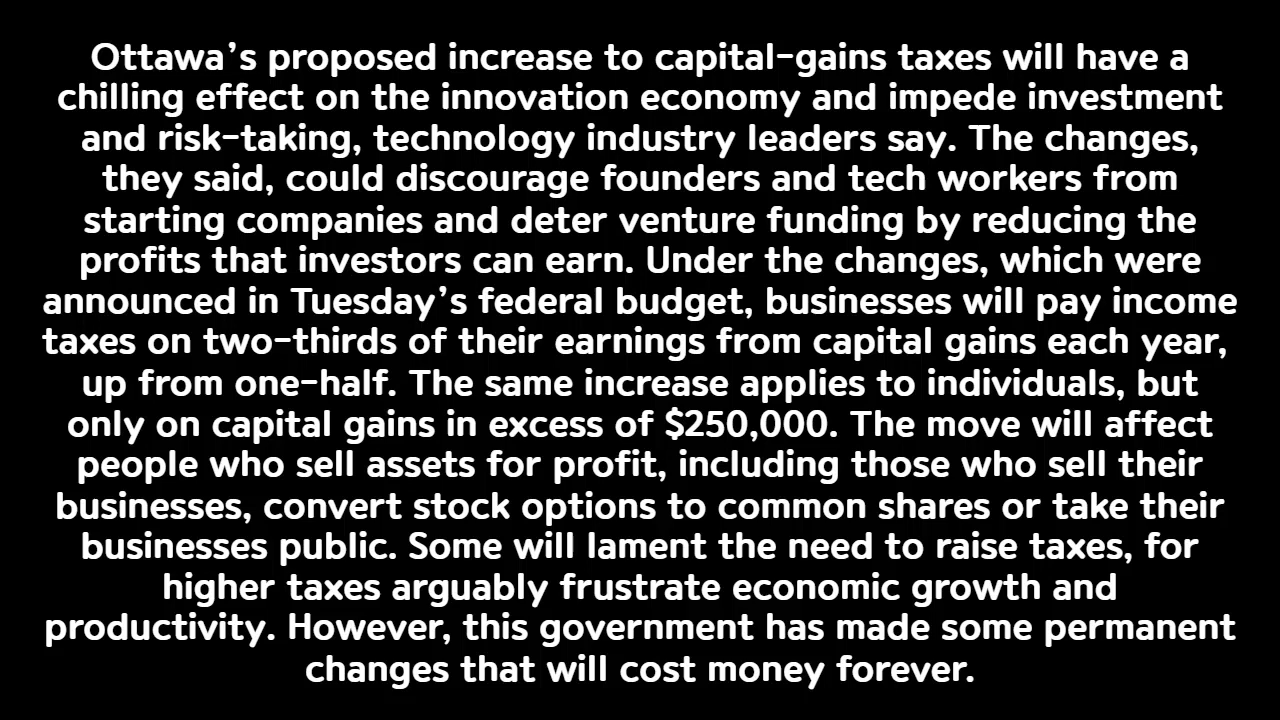 Ottawa’s proposed increase to capital-gains taxes will have a
chilling effect on the innovation economy and impede investment
and risk-taking, technology industry leaders say. The changes,
they said, could discourage founders and tech workers from
starting companies and deter venture funding by reducing the
profits that investors can earn. Under the changes, which were
announced in Tuesday’s federal budget, businesses will pay income
taxes on two-thirds of their earnings from capital gains each year,
up from one-half. The same increase applies to individuals, but
only on capital gains in excess of $250,000. The move will affect
people who sell assets for profit, including those who sell their
businesses, convert stock options to common shares or take their
businesses public. Some will lament the need to raise taxes, for
higher taxes arguably frustrate economic growth and
productivity. However, this government has made some permanent
changes that will cost money forever.